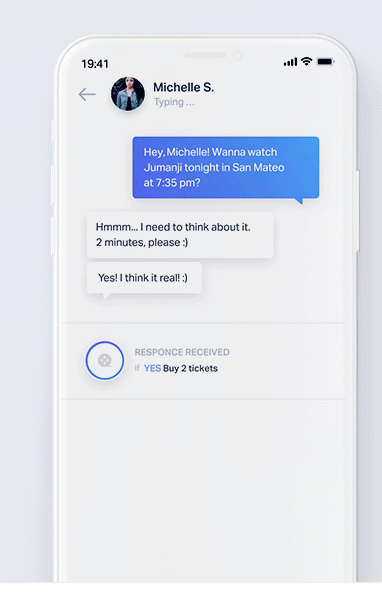 19:41
Michelle S.
Typing ...
Hey, Michelle! Wanna watch
Jumanji tonight in San Mateo
at 7:35 pm?
Hmmm... I need to think about it.
2 minutes, please :)
Yes! I think it real! :)
RESPONCE RECEIVED
If YES Buy 2 tickets